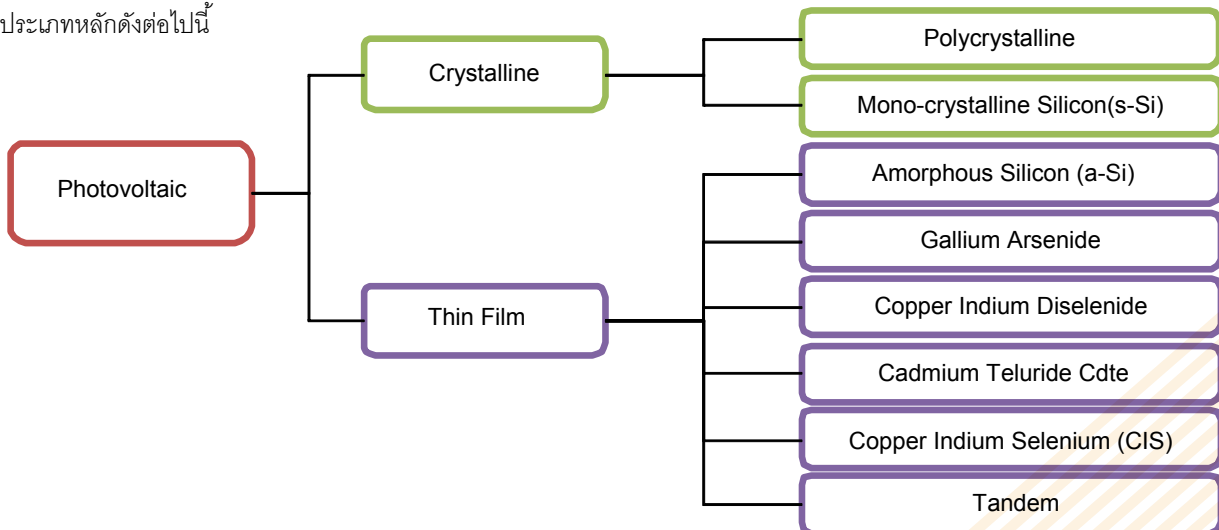 ประเภทหลักดังต่อไปนี้
Photovoltaic
Crystalline
Polycrystalline
Mono-crystalline Silicon(s-Si)
Thin Film
Amorphous Silicon (a-Si)
Gallium Arsenide
Copper Indium Diselenide
Cadmium Teluride Cdte
Copper Indium Selenium (CIS)
Tandem